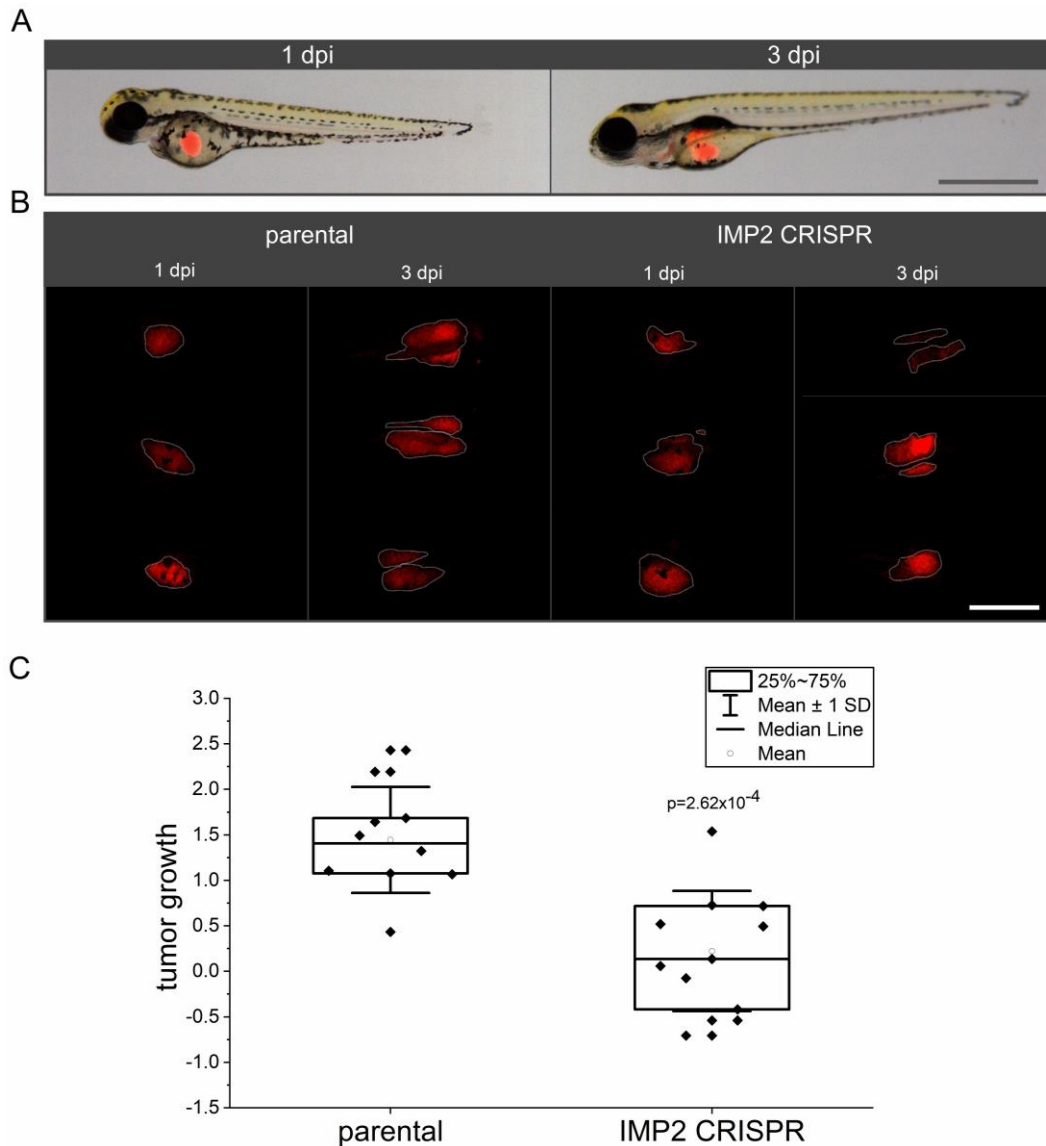 A
1 dpi 3 dpi
B
parental IMP2 CRISPR
1 dpi 3 dpi 1 dpi 3 dpi
C
25%~75%
Mean ± 1 SD
Median Line
Mean
3.0
2.5
2.0
1.5
1.0
0.5
0.0
-0.5
-1.0
-1.5
tumor growth
p=2.62x10⁻⁴
parental IMP2 CRISPR